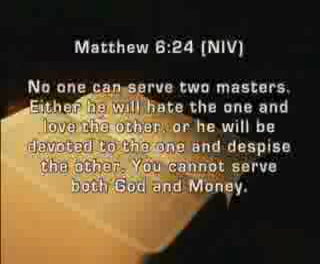 Matthew 6:24 (NIV)
No one can serve two masters.
Either he will hate the one and
love the other, or he will be
devoted to the one and despise
the other. You cannot serve
both God and Money.